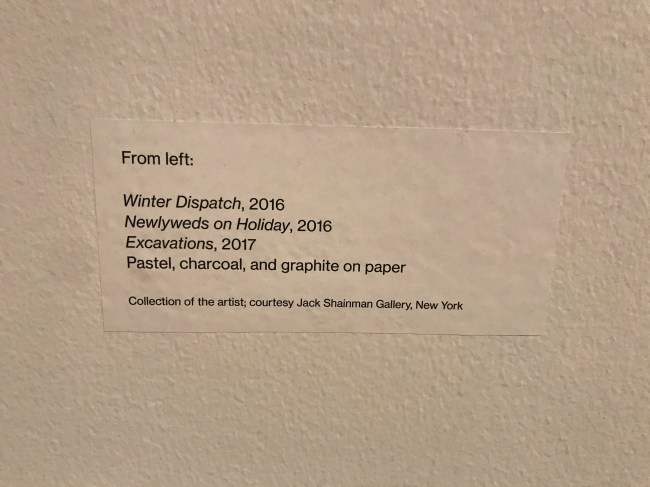 From left:
Winter Dispatch, 2016
Newlyweds on Holiday, 2016
Excavations, 2017
Pastel, charcoal, and graphite on paper
Collection of the artist; courtesy Jack Shainman Gallery, New York